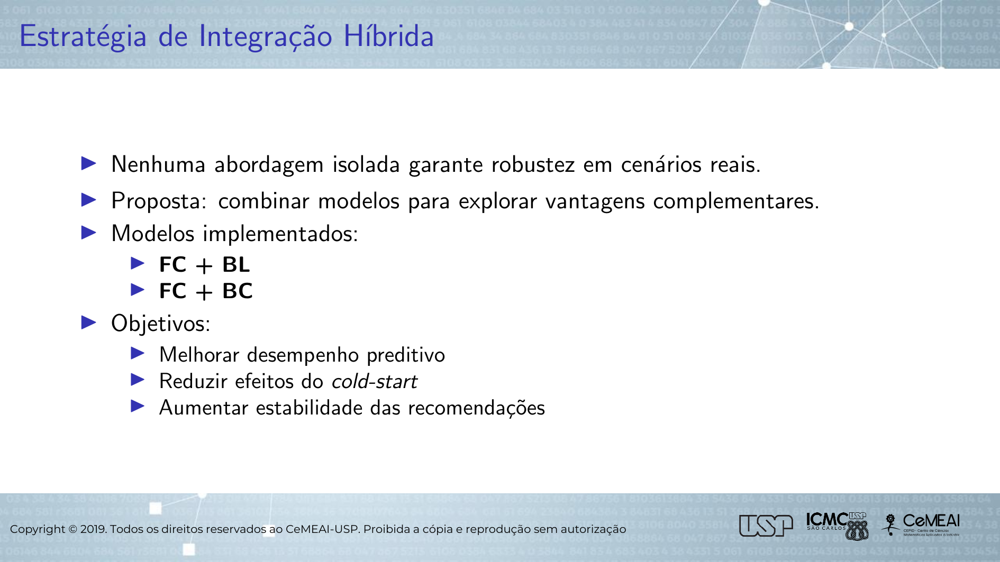 Estratégia de Integração Híbrida
Nenhuma abordagem isolada garante robustez em cenários reais.
Proposta: combinar modelos para explorar vantagens complementares.
Modelos implementados:
FC + BL
FC + BC
Objetivos:
Melhorar desempenho preditivo
Reduzir efeitos do cold-start
Aumentar estabilidade das recomendações
Copyright © 2019. Todos os direitos reservados ao CeMEAI-USP. Proibida a cópia e reprodução sem autorização
USP
ICMC USP
SÃO CARLOS
CeMEAI
CEPID - Centro de Ciências
Matemáticas Aplicadas à Indústria